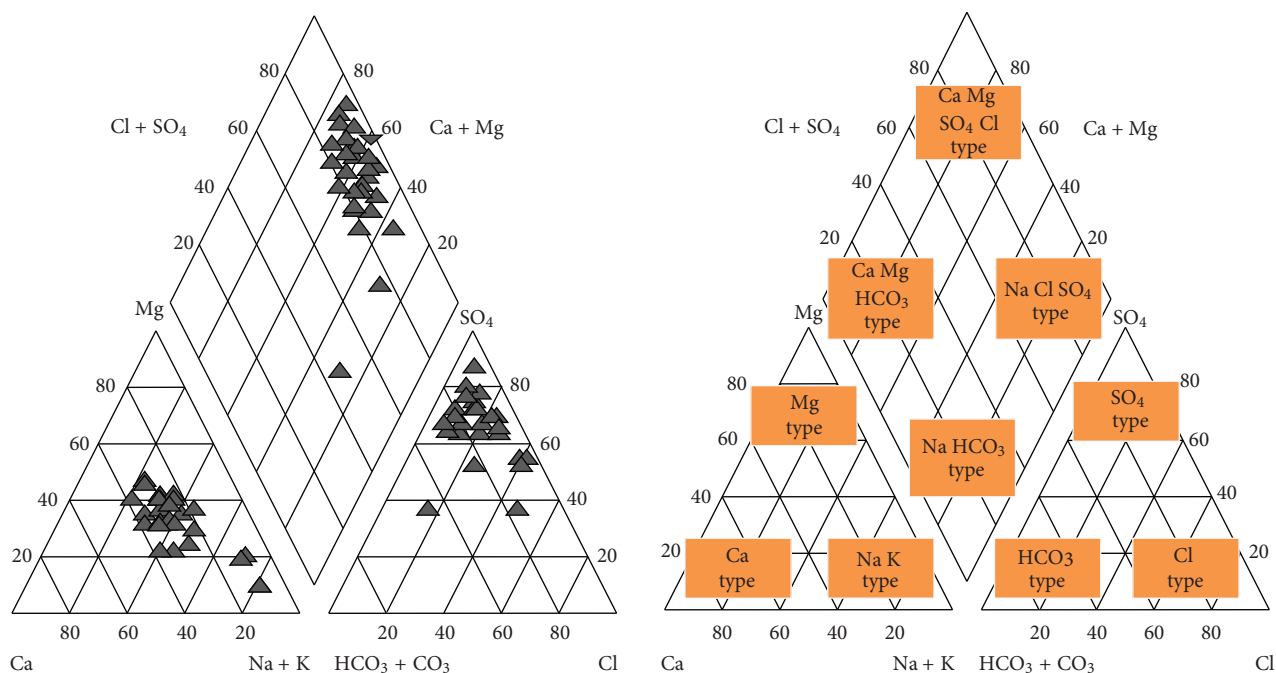 80
80
Cl + SO₄
60
60
Ca + Mg
40
40
20
20
Mg
SO₄
80
80
60
60
40
40
20
20
80
60
40
20
20
40
60
80
Ca
Na + K
HCO₃ + CO₃
Cl
80
80
Ca Mg
SO₄ Cl
type
Cl + SO₄
60
60
Ca + Mg
40
40
20
20
Ca Mg
HCO₃
type
Na Cl SO₄
type
Mg
SO₄
80
80
Mg
type
SO₄
type
60
60
Na HCO₃
type
40
40
20
20
Ca
type
Na K
type
HCO3
type
Cl
type
80
60
40
20
20
40
60
80
Ca
Na + K
HCO₃ + CO₃
Cl